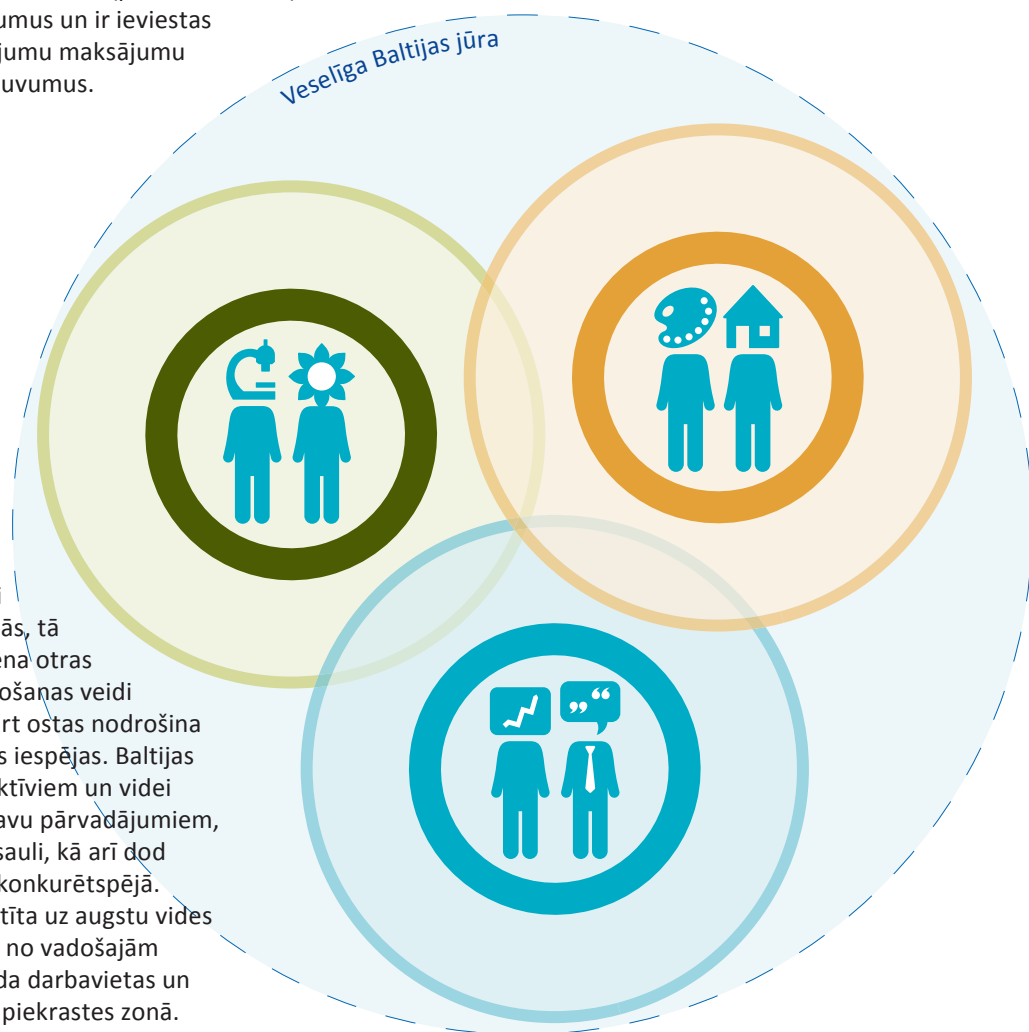 umus un ir ieviestas
jumu maksājumu
uvumus.
Veselīga Baltijas jūra
i
ās, tā
ena otras
ošanas veidi
rt ostas nodrošina
s iespējas. Baltijas
ktīviem un videi
avu pārvadājumiem,
sauli, kā arī dod
konkurētspējā.
tīta uz augstu vides
no vadošajām
da darbavietas un
piekrastes zonā.